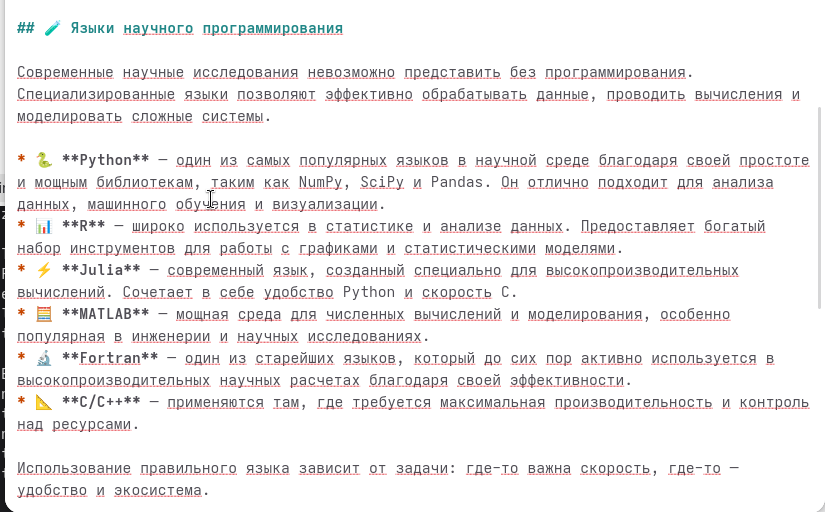 ## 🧪 Языки научного программирования
Современные научные исследования невозможно представить без программирования.
Специализированные языки позволяют эффективно обрабатывать данные, проводить вычисления и
моделировать сложные системы.
* 🐍 **Python** — один из самых популярных языков в научной среде благодаря своей простоте
и мощным библиотекам, таким как NumPy, SciPy и Pandas. Он отлично подходит для анализа
данных, машинного обучения и визуализации.
* 📊 **R** — широко используется в статистике и анализе данных. Предоставляет богатый
набор инструментов для работы с графиками и статистическими моделями.
* ⚡ **Julia** — современный язык, созданный специально для высокопроизводительных
вычислений. Сочетает в себе удобство Python и скорость C.
* 🧮 **MATLAB** — мощная среда для численных вычислений и моделирования, особенно
популярная в инженерии и научных исследованиях.
* 🔬 **Fortran** — один из старейших языков, который до сих пор активно используется в
высокопроизводительных научных расчетах благодаря своей эффективности.
* 📐 **C/C++** — применяются там, где требуется максимальная производительность и контроль
над ресурсами.
Использование правильного языка зависит от задачи: где-то важна скорость, где-то —
удобство и экосистема.